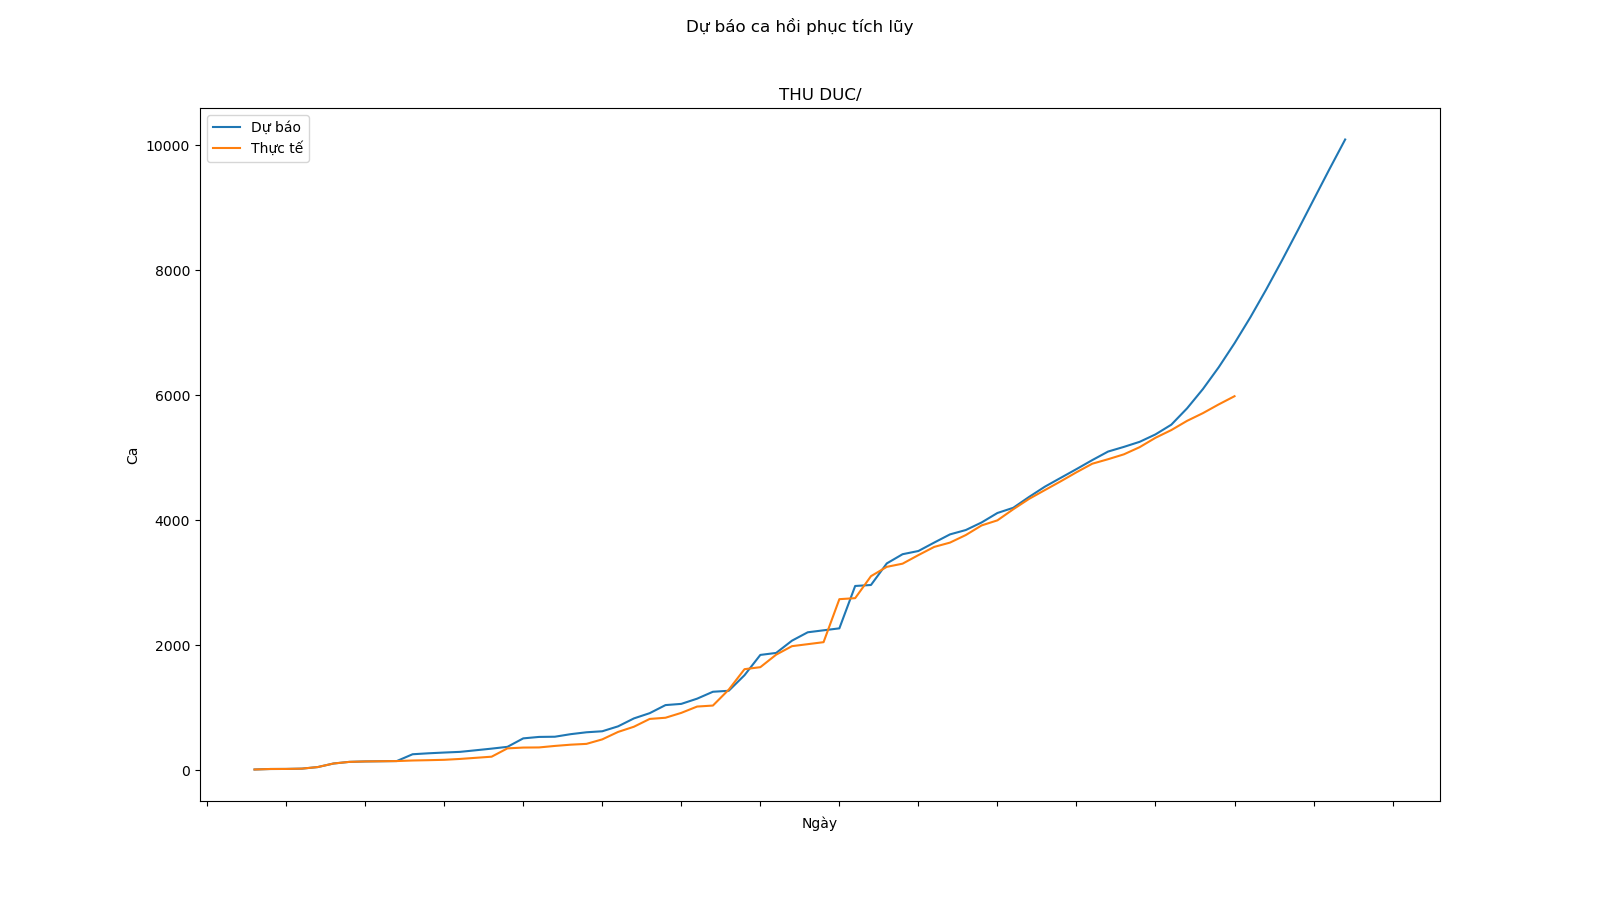 Dự báo ca hồi phục tích lũy
THU DUC/
Dự báo
Thực tế
10000
8000
6000
4000
2000
0
Ca
Ngày